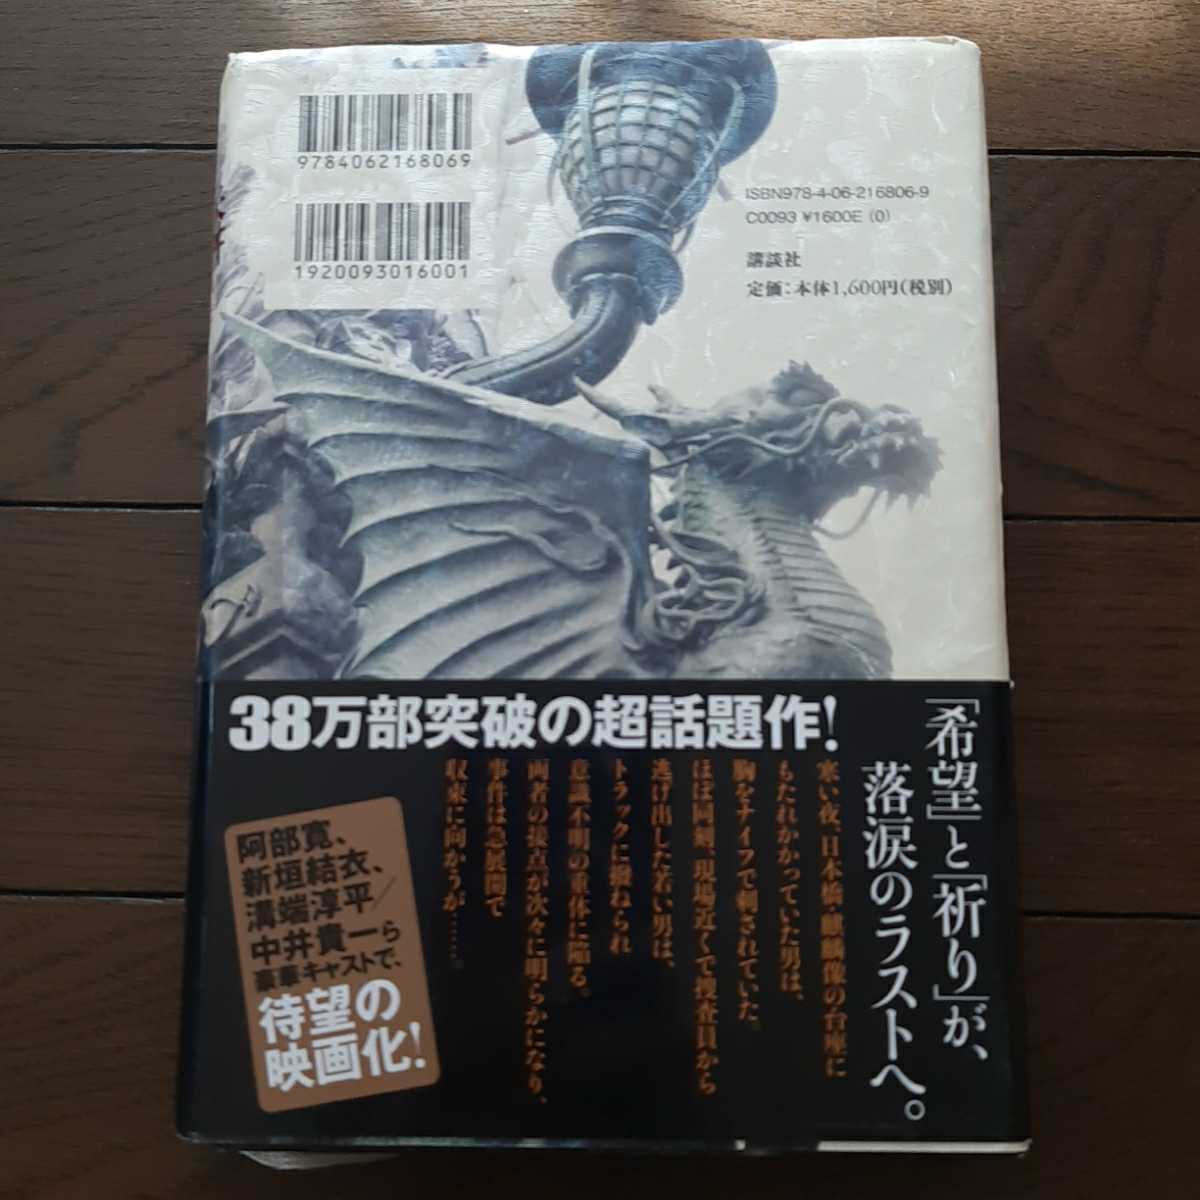 9784062168069
1920093016001
ISBN978-4-06-216806-9
C0093 ¥1600E (0)
講談社
定価：本体1,600円（税別）
38万部突破の超話題作！
「希望」と「祈り」が、
落涙のラストへ。
寒い夜、日本橋・麒麟像の台座に
もたれかかっていた男は、
胸をナイフで刺されていた。
ほぼ同刻、現場近くで捜査員から
逃げ出した若い男は、
トラックに撥ねられ
意識不明の重体に陥る。
両者の接点が次々に明らかになり、
事件は急展開で
収束に向かうが……。
阿部寛、
新垣結衣、
溝端淳平／
中井貴一ら
豪華キャストで、
待望の
映画化！